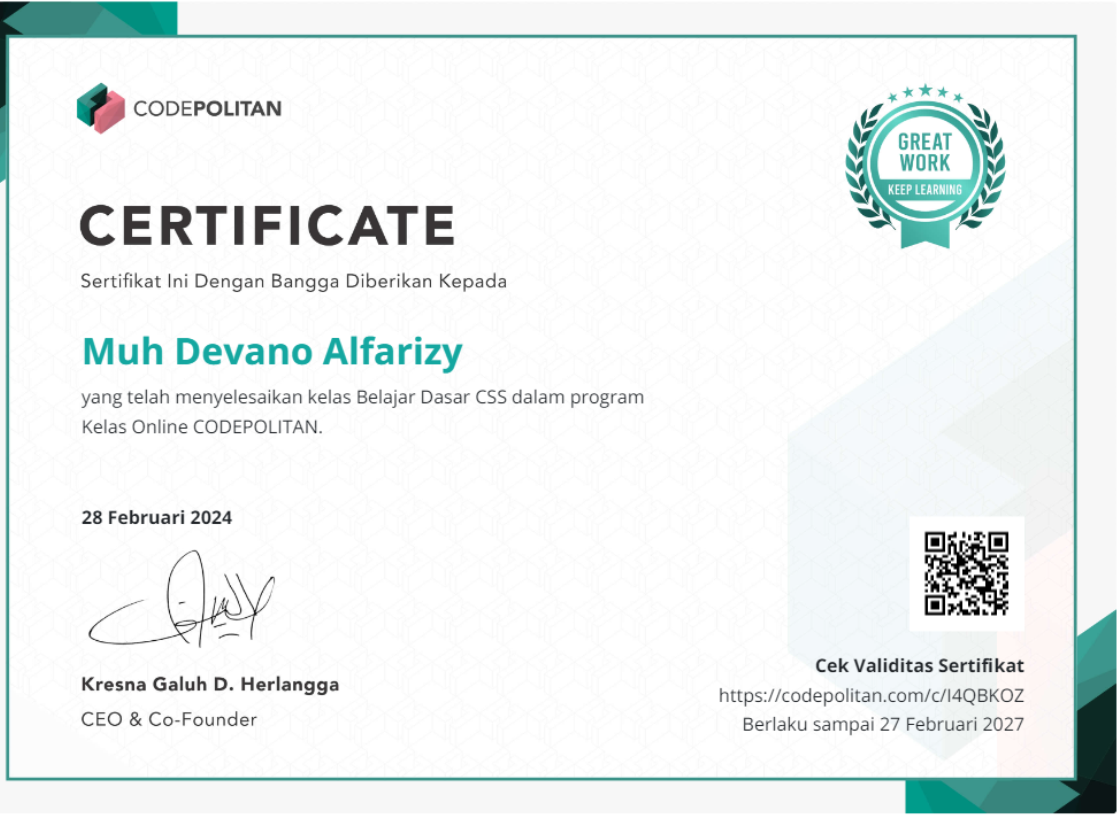 CODEPOLITAN
GREAT
WORK
KEEP LEARNING
CERTIFICATE
Sertifikat Ini Dengan Bangga Diberikan Kepada
Muh Devano Alfarizy
yang telah menyelesaikan kelas Belajar Dasar CSS dalam program
Kelas Online CODEPOLITAN.
28 Februari 2024
Kresna Galuh D. Herlangga
CEO & Co-Founder
Cek Validitas Sertifikat
https://codepolitan.com/c/I4QBKOZ
Berlaku sampai 27 Februari 2027